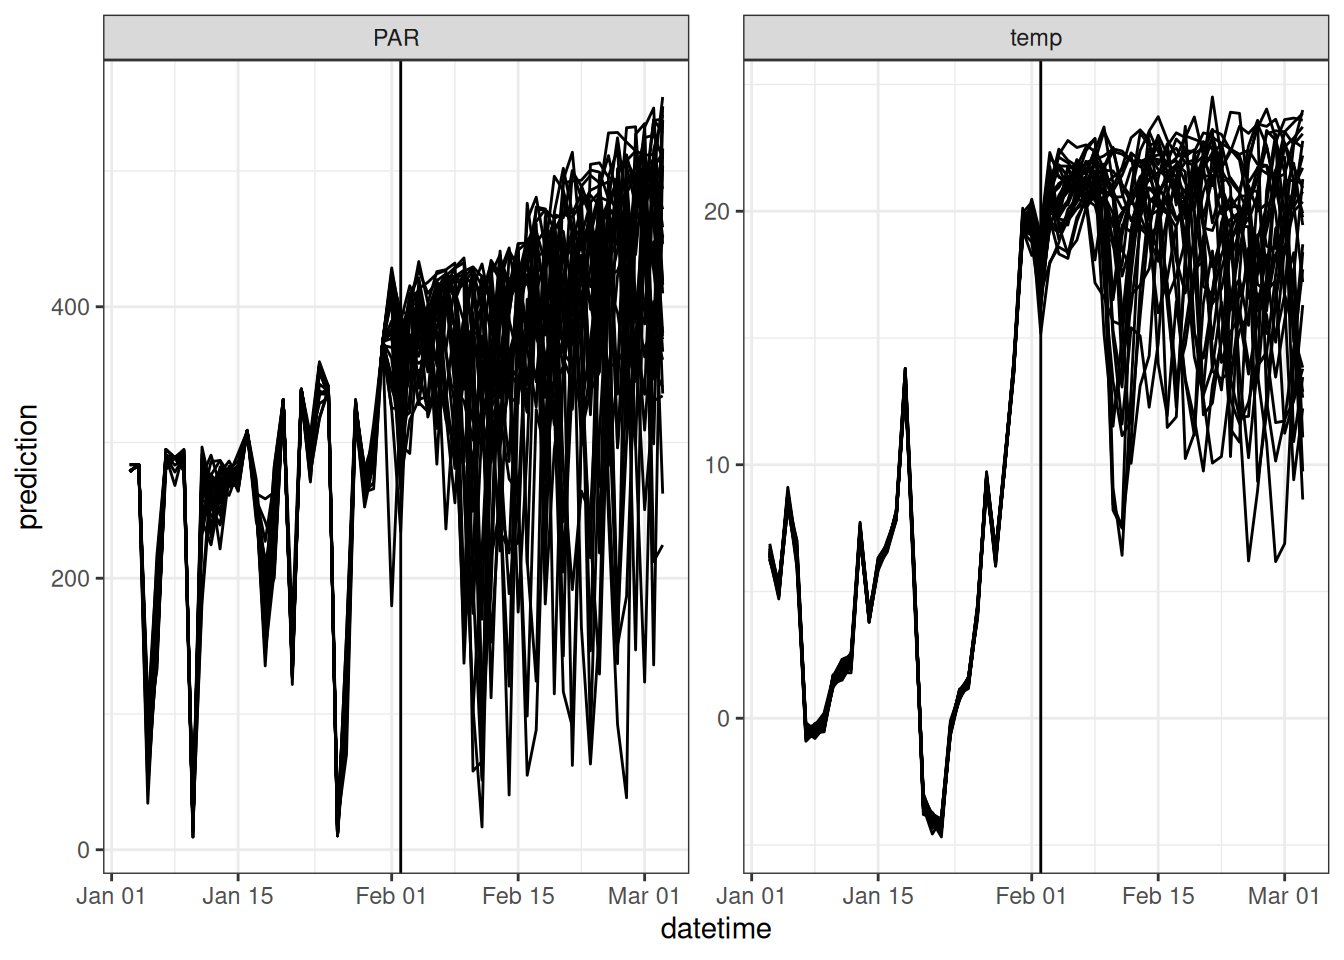 PAR
temp
prediction
400
200
0
20
10
0
Jan 01
Jan 15
Feb 01
Feb 15
Mar 01
Jan 01
Jan 15
Feb 01
Feb 15
Mar 01
datetime